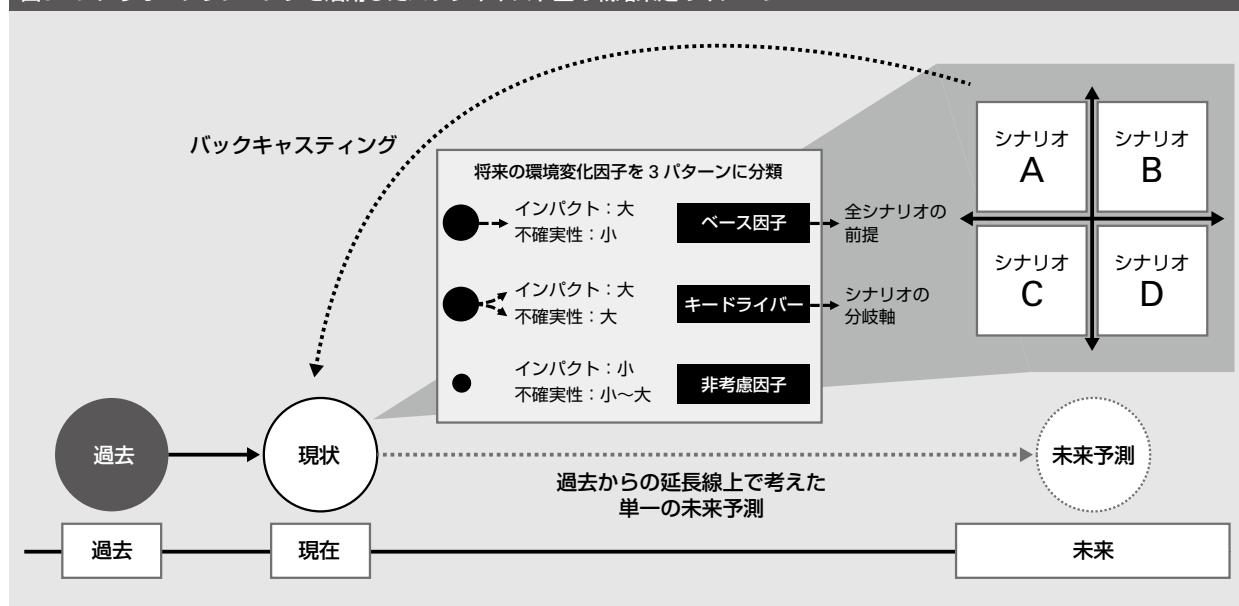 バックキャスティング
将来の環境変化因子を3パターンに分類
インパクト：大
不確実性：小
ベース因子
全シナリオの
前提
インパクト：大
不確実性：大
キードライバー
シナリオの
分岐軸
インパクト：小
不確実性：小〜大
非考慮因子
シナリオ
A
シナリオ
B
シナリオ
C
シナリオ
D
過去
現状
未来予測
過去からの延長線上で考えた
単一の未来予測
過去
現在
未来